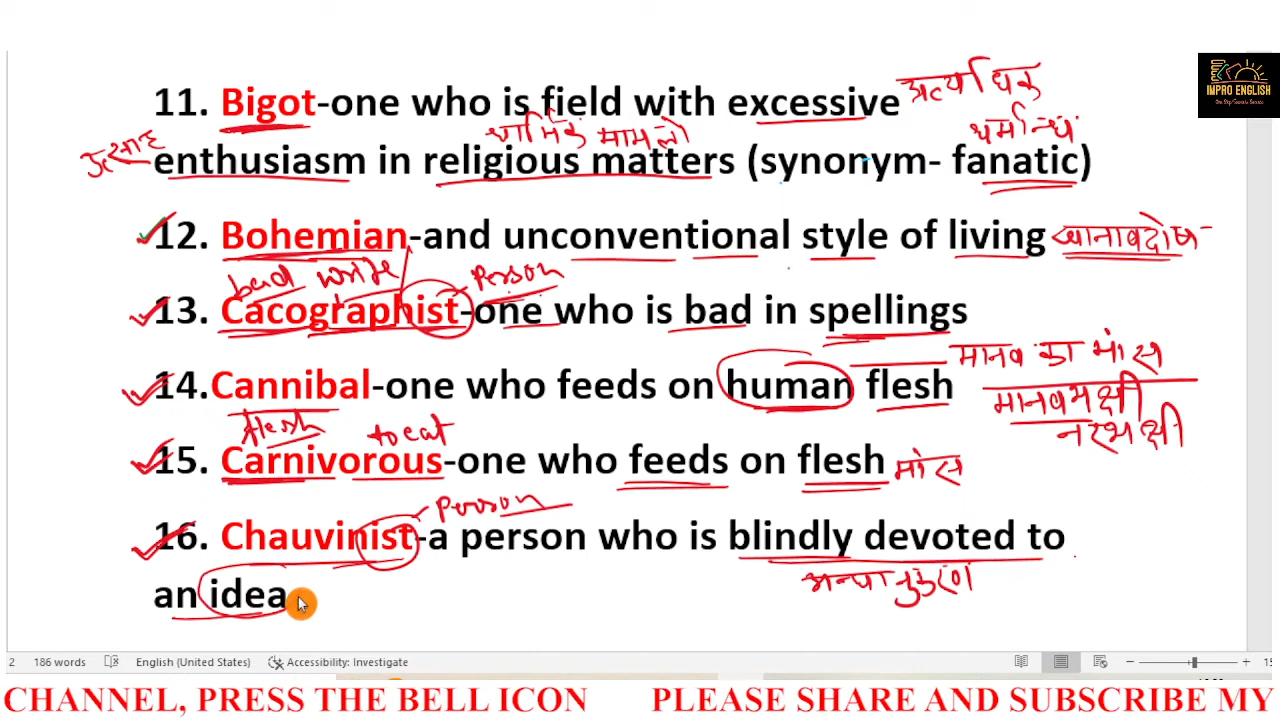 IMPRO ENGLISH
अत्यधिक
11. Bigot-one who is field with excessive
धार्मिक मामलो
धर्मान्ध
उत्साह
enthusiasm in religious matters (synonym- fanatic)
12. Bohemian-and unconventional style of living खानाबदोश
bad write
Person
13. Cacographist-one who is bad in spellings
मानव का मांस
14.Cannibal-one who feeds on human flesh
मानवभक्षी
नरभक्षी
flesh
to eat
15. Carnivorous-one who feeds on flesh मांस
Person
16. Chauvinist-a person who is blindly devoted to
an idea
2 186 words English (United States) Accessibility: Investigate
CHANNEL, PRESS THE BELL ICON PLEASE SHARE AND SUBSCRIBE MY